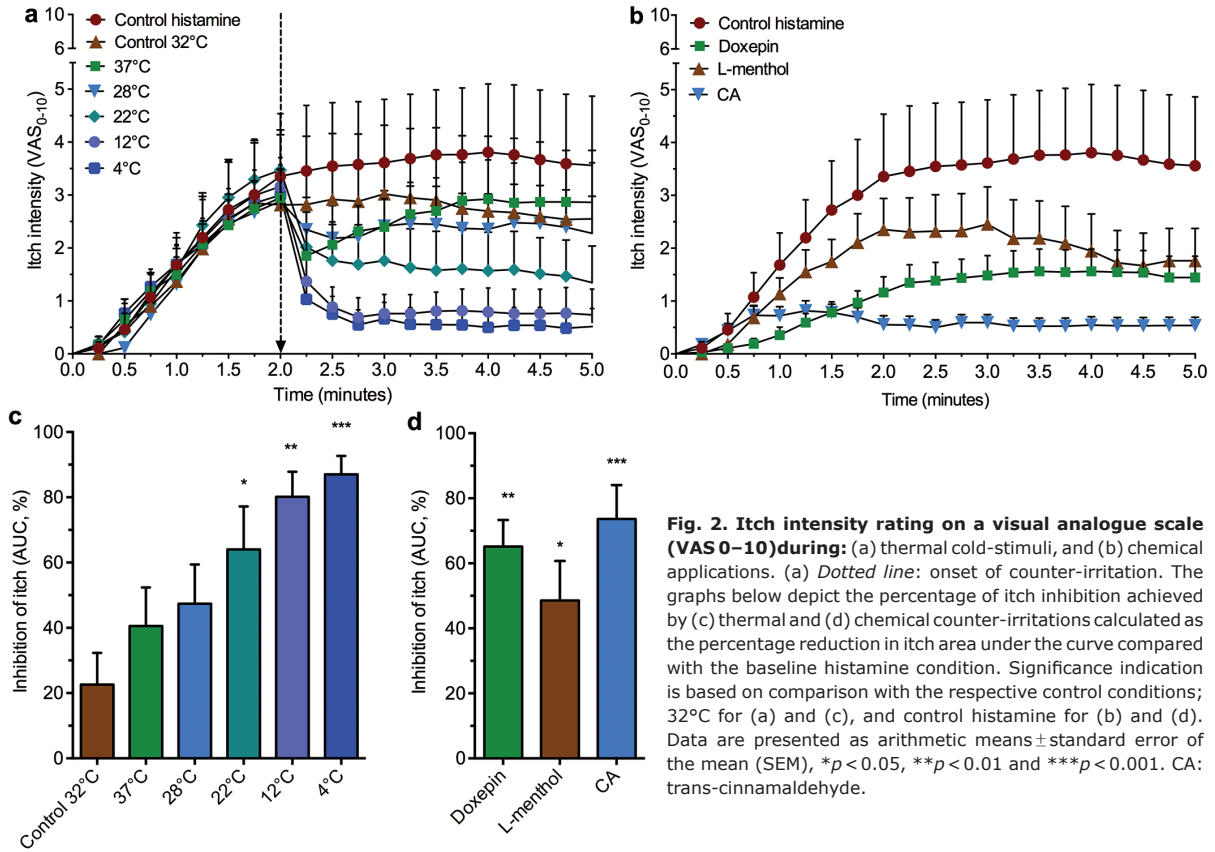 a
Control histamine
Control 32°C
37°C
28°C
22°C
12°C
4°C
10
6
5
4
3
2
1
0
Itch intensity (VAS0-10)
0.0 0.5 1.0 1.5 2.0 2.5 3.0 3.5 4.0 4.5 5.0
Time (minutes)
b
Control histamine
Doxepin
L-menthol
CA
10
6
5
4
3
2
1
0
Itch intensity (VAS0-10)
0.0 0.5 1.0 1.5 2.0 2.5 3.0 3.5 4.0 4.5 5.0
Time (minutes)
c
100
80
60
40
20
0
Inhibition of itch (AUC, %)
* ** ***
Control 32°C 37°C 28°C 22°C 12°C 4°C
d
100
80
60
40
20
0
Inhibition of itch (AUC, %)
** * ***
Doxepin L-menthol CA
Fig. 2. Itch intensity rating on a visual analogue scale
(VAS 0–10)during: (a) thermal cold-stimuli, and (b) chemical
applications. (a) Dotted line: onset of counter-irritation. The
graphs below depict the percentage of itch inhibition achieved
by (c) thermal and (d) chemical counter-irritations calculated as
the percentage reduction in itch area under the curve compared
with the baseline histamine condition. Significance indication
is based on comparison with the respective control conditions;
32°C for (a) and (c), and control histamine for (b) and (d).
Data are presented as arithmetic means ± standard error of
the mean (SEM), *p < 0.05, **p < 0.01 and ***p < 0.001. CA:
trans-cinnamaldehyde.